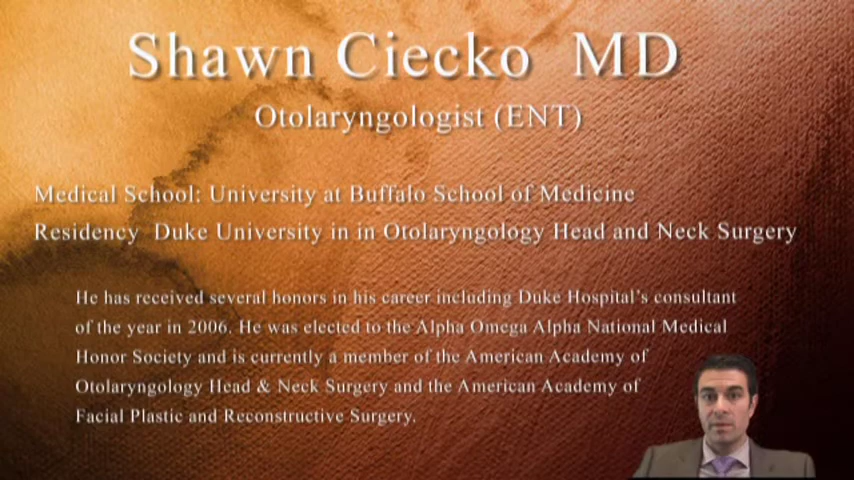 Shawn Ciecko MD
Otolaryngologist (ENT)
Medical School: University at Buffalo School of Medicine
Residency Duke University in in Otolaryngology Head and Neck Surgery
He has received several honors in his career including Duke Hospital's consultant
of the year in 2006. He was elected to the Alpha Omega Alpha National Medical
Honor Society and is currently a member of the American Academy of
Otolaryngology Head & Neck Surgery and the American Academy of
Facial Plastic and Reconstructive Surgery.